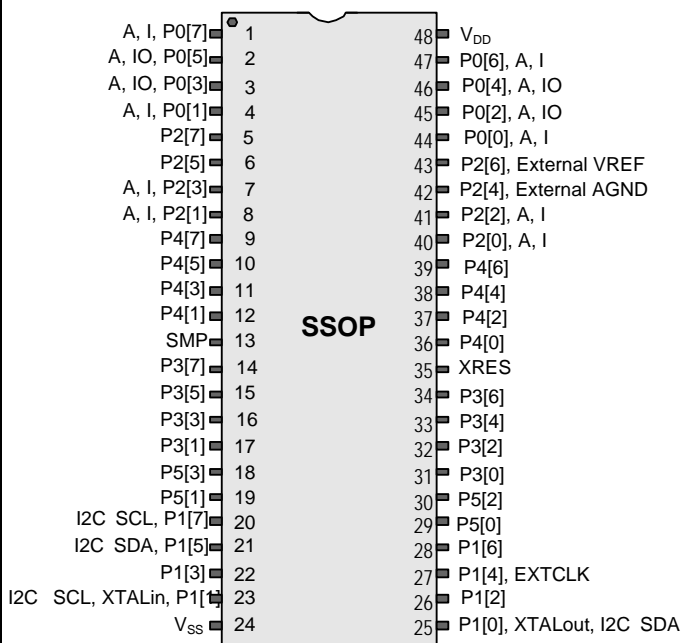 A, I, P0[7] 1 48 VDD
A, IO, P0[5] 2 47 P0[6], A, I
A, IO, P0[3] 3 46 P0[4], A, IO
A, I, P0[1] 4 45 P0[2], A, IO
P2[7] 5 44 P0[0], A, I
P2[5] 6 43 P2[6], External VREF
A, I, P2[3] 7 42 P2[4], External AGND
A, I, P2[1] 8 41 P2[2], A, I
P4[7] 9 40 P2[0], A, I
P4[5] 10 39 P4[6]
P4[3] 11 38 P4[4]
P4[1] 12 37 P4[2]
SSOP
SMP 13 36 P4[0]
P3[7] 14 35 XRES
P3[5] 15 34 P3[6]
P3[3] 16 33 P3[4]
P3[1] 17 32 P3[2]
P5[3] 18 31 P3[0]
P5[1] 19 30 P5[2]
I2C SCL, P1[7] 20 29 P5[0]
I2C SDA, P1[5] 21 28 P1[6]
P1[3] 22 27 P1[4], EXTCLK
I2C SCL, XTALin, P1[1] 23 26 P1[2]
VSS 24 25 P1[0], XTALout, I2C SDA